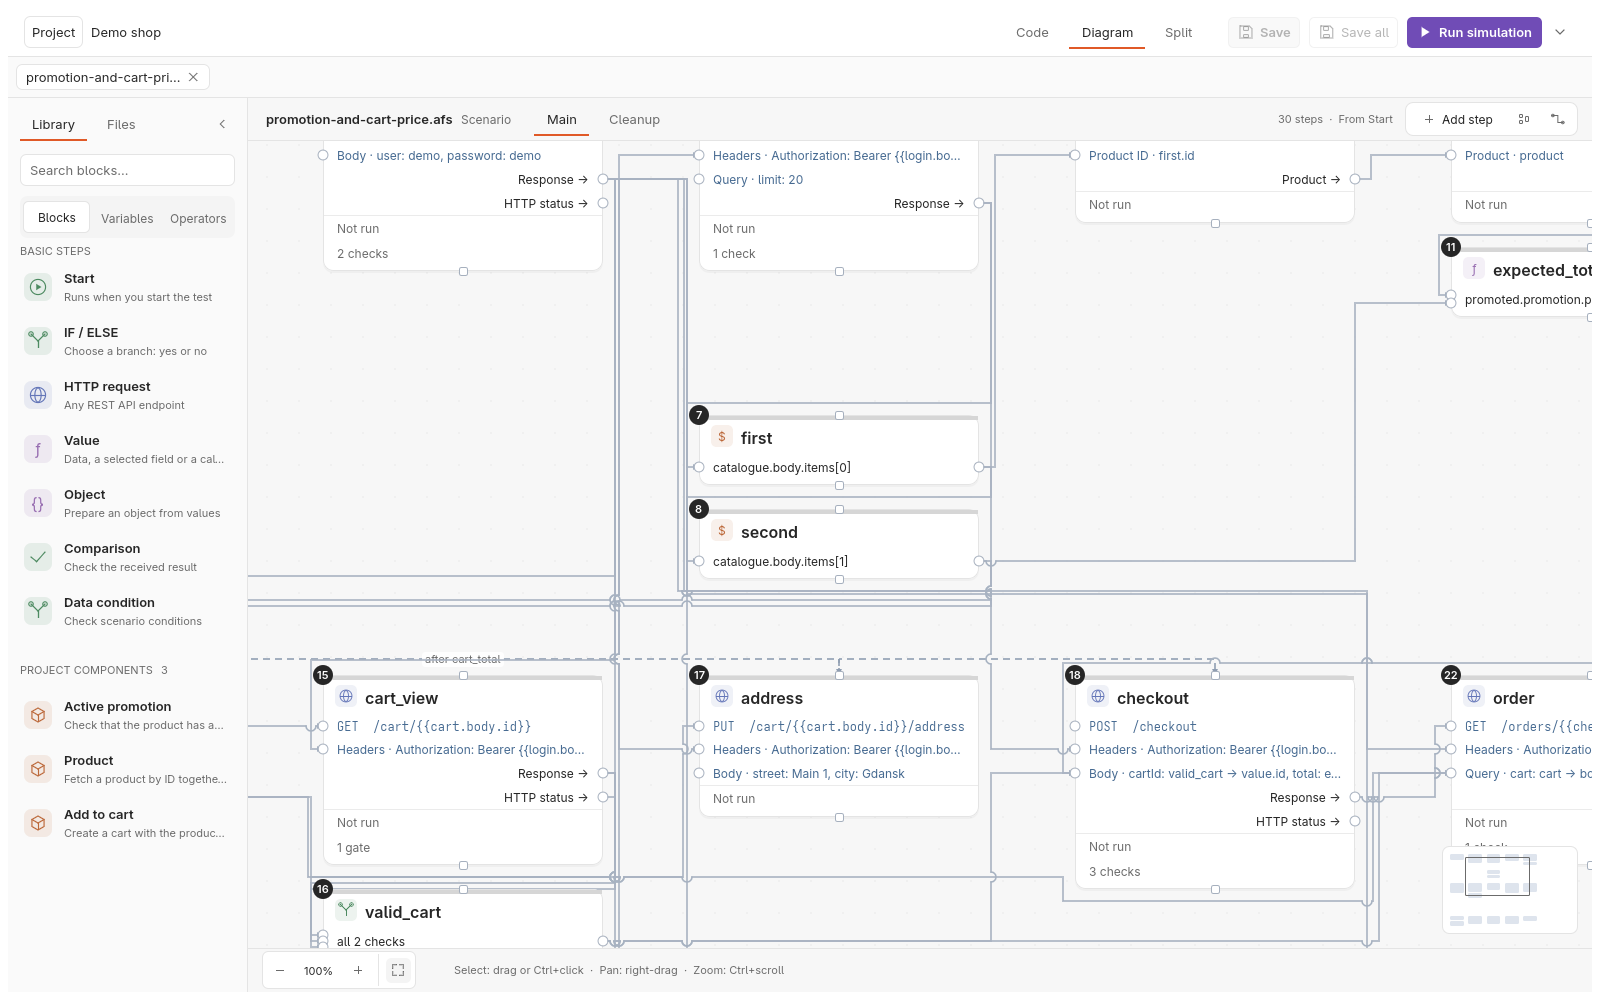 Project
Demo shop
Code
Diagram
Split
Save
Save all
Run simulation
promotion-and-cart-pri...
Library
Files
promotion-and-cart-price.afs
Scenario
Main
Cleanup
30 steps · From Start
Add step
Search blocks...
Blocks
Variables
Operators
BASIC STEPS
Start
Runs when you start the test
IF / ELSE
Choose a branch: yes or no
HTTP request
Any REST API endpoint
Value
Data, a selected field or a cal...
Object
Prepare an object from values
Comparison
Check the received result
Data condition
Check scenario conditions
PROJECT COMPONENTS 3
Active promotion
Check that the product has a...
Product
Fetch a product by ID togethe...
Add to cart
Create a cart with the produc...
Body · user: demo, password: demo
Response →
HTTP status →
Not run
2 checks
Headers · Authorization: Bearer {{login.bo...
Query · limit: 20
Response →
Not run
1 check
Product ID · first.id
Product →
Not run
Product · product
Not run
11
expected_tot
promoted.promotion.p
7
$
first
catalogue.body.items[0]
8
$
second
catalogue.body.items[1]
after cart_total
15
cart_view
GET /cart/{{cart.body.id}}
Headers · Authorization: Bearer {{login.bo...
Response →
HTTP status →
Not run
1 gate
16
valid_cart
all 2 checks
17
address
PUT /cart/{{cart.body.id}}/address
Headers · Authorization: Bearer {{login.bo...
Body · street: Main 1, city: Gdansk
Not run
18
checkout
POST /checkout
Headers · Authorization: Bearer {{login.bo...
Body · cartId: valid_cart → value.id, total: e...
Response →
HTTP status →
Not run
3 checks
22
order
GET /orders/{{che
Headers · Authorizatio
Query · cart: cart → bo
Not run
1 check
100%
Select: drag or Ctrl+click · Pan: right-drag · Zoom: Ctrl+scroll